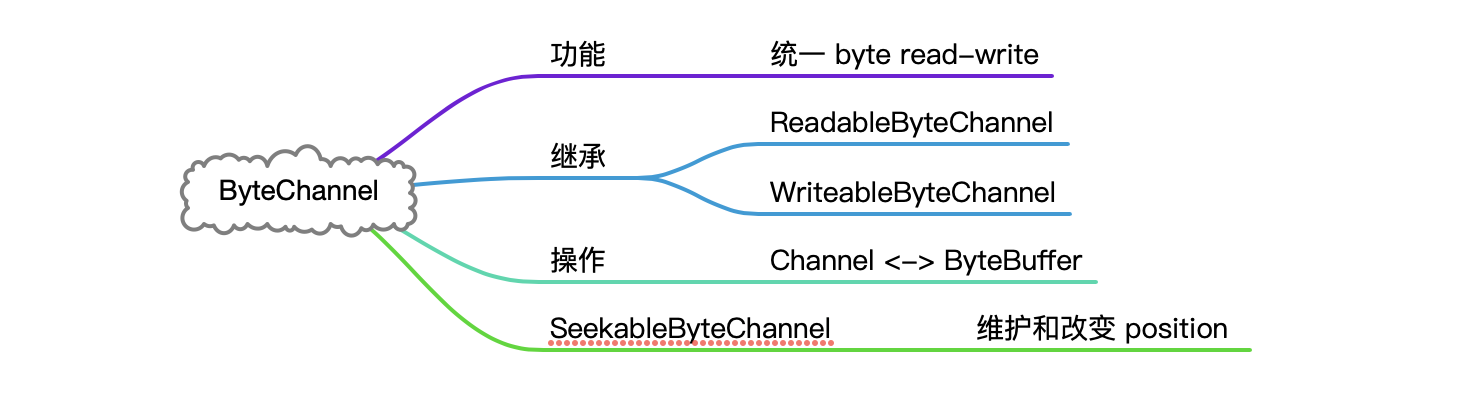 功能 统一 byte read-write
ReadableByteChannel
继承
ByteChannel
WriteableByteChannel
操作 Channel <-> ByteBuffer
SeekableByteChannel 维护和改变 position